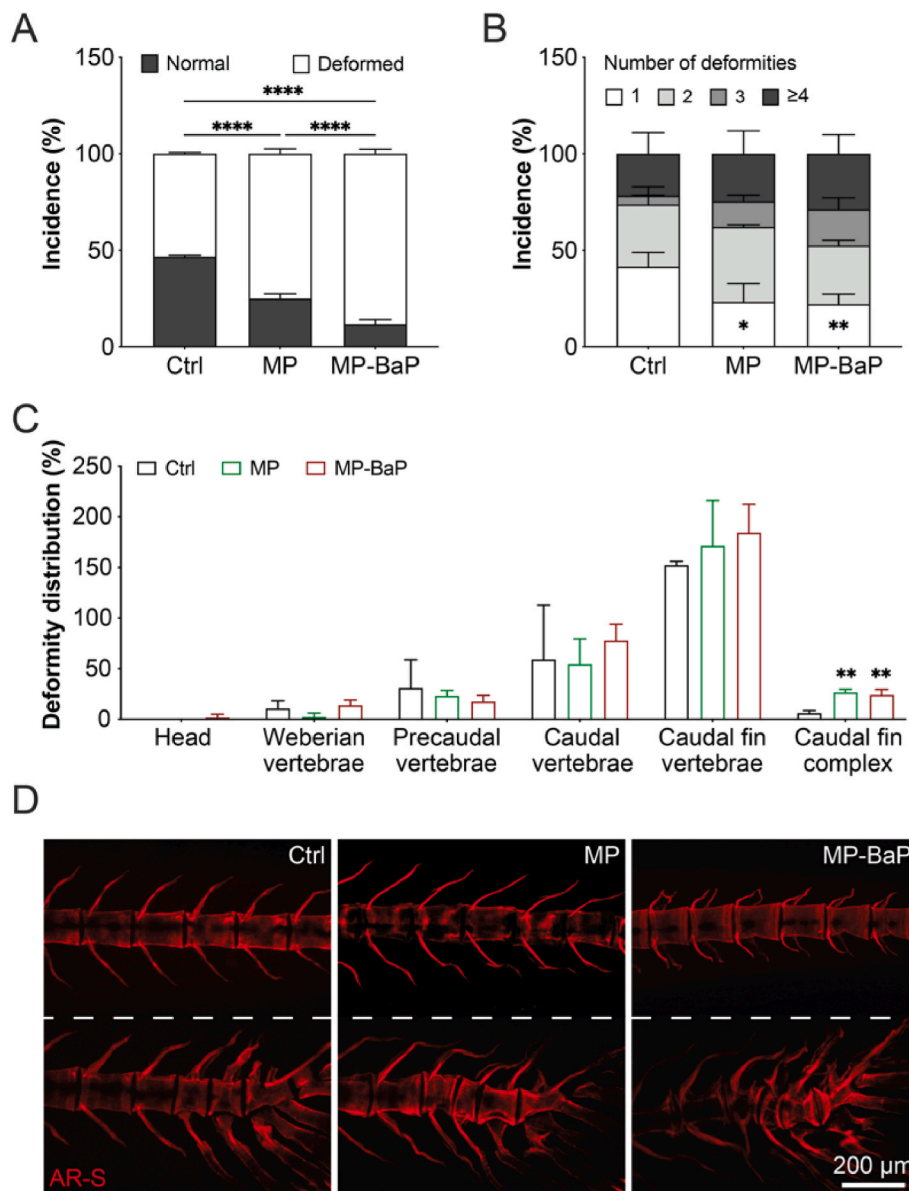 A
Normal
Deformed
Incidence (%)
150
100
50
0
****
****
****
Ctrl
MP
MP-BaP
B
Number of deformities
1
2
3
≥4
Incidence (%)
150
100
50
0
*
**
Ctrl
MP
MP-BaP
C
Ctrl
MP
MP-BaP
Deformity distribution (%)
250
200
150
100
50
0
**
**
Head
Weberian
vertebrae
Precaudal
vertebrae
Caudal
vertebrae
Caudal fin
vertebrae
Caudal fin
complex
D
Ctrl
MP
MP-BaP
AR-S
200 µm